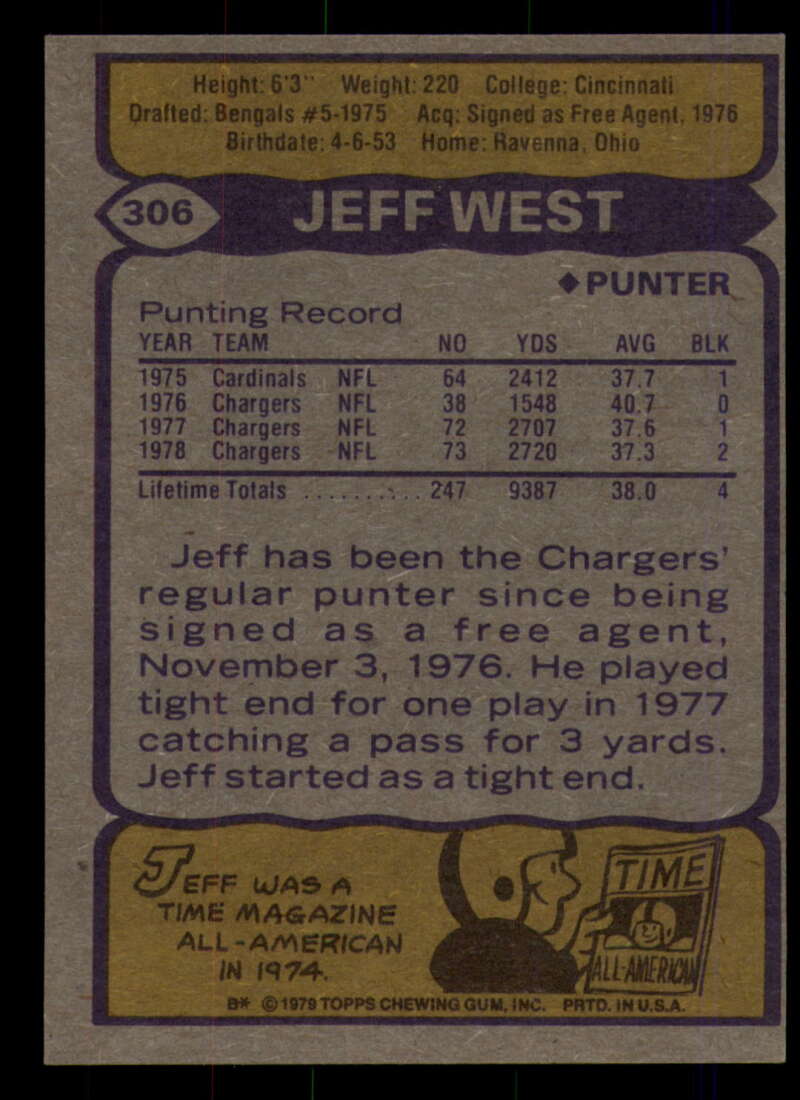 Height: 6'3" Weight: 220 College: Cincinnati
Drafted: Bengals #5-1975 Acq: Signed as Free Agent, 1976
Birthdate: 4-6-53 Home: Ravenna, Ohio
306 JEFF WEST
◆PUNTER
Punting Record
YEAR TEAM NO YDS AVG BLK
1975 Cardinals NFL 64 2412 37.7 1
1976 Chargers NFL 38 1548 40.7 0
1977 Chargers NFL 72 2707 37.6 1
1978 Chargers NFL 73 2720 37.3 2
Lifetime Totals .......... 247 9387 38.0 4
Jeff has been the Chargers'
regular punter since being
signed as a free agent,
November 3, 1976. He played
tight end for one play in 1977
catching a pass for 3 yards.
Jeff started as a tight end.
JEFF WAS A
TIME MAGAZINE
ALL-AMERICAN
IN 1974.
TIME
ALL-AMERICAN
B* © 1979 TOPPS CHEWING GUM, INC. PRTD. IN U.S.A.